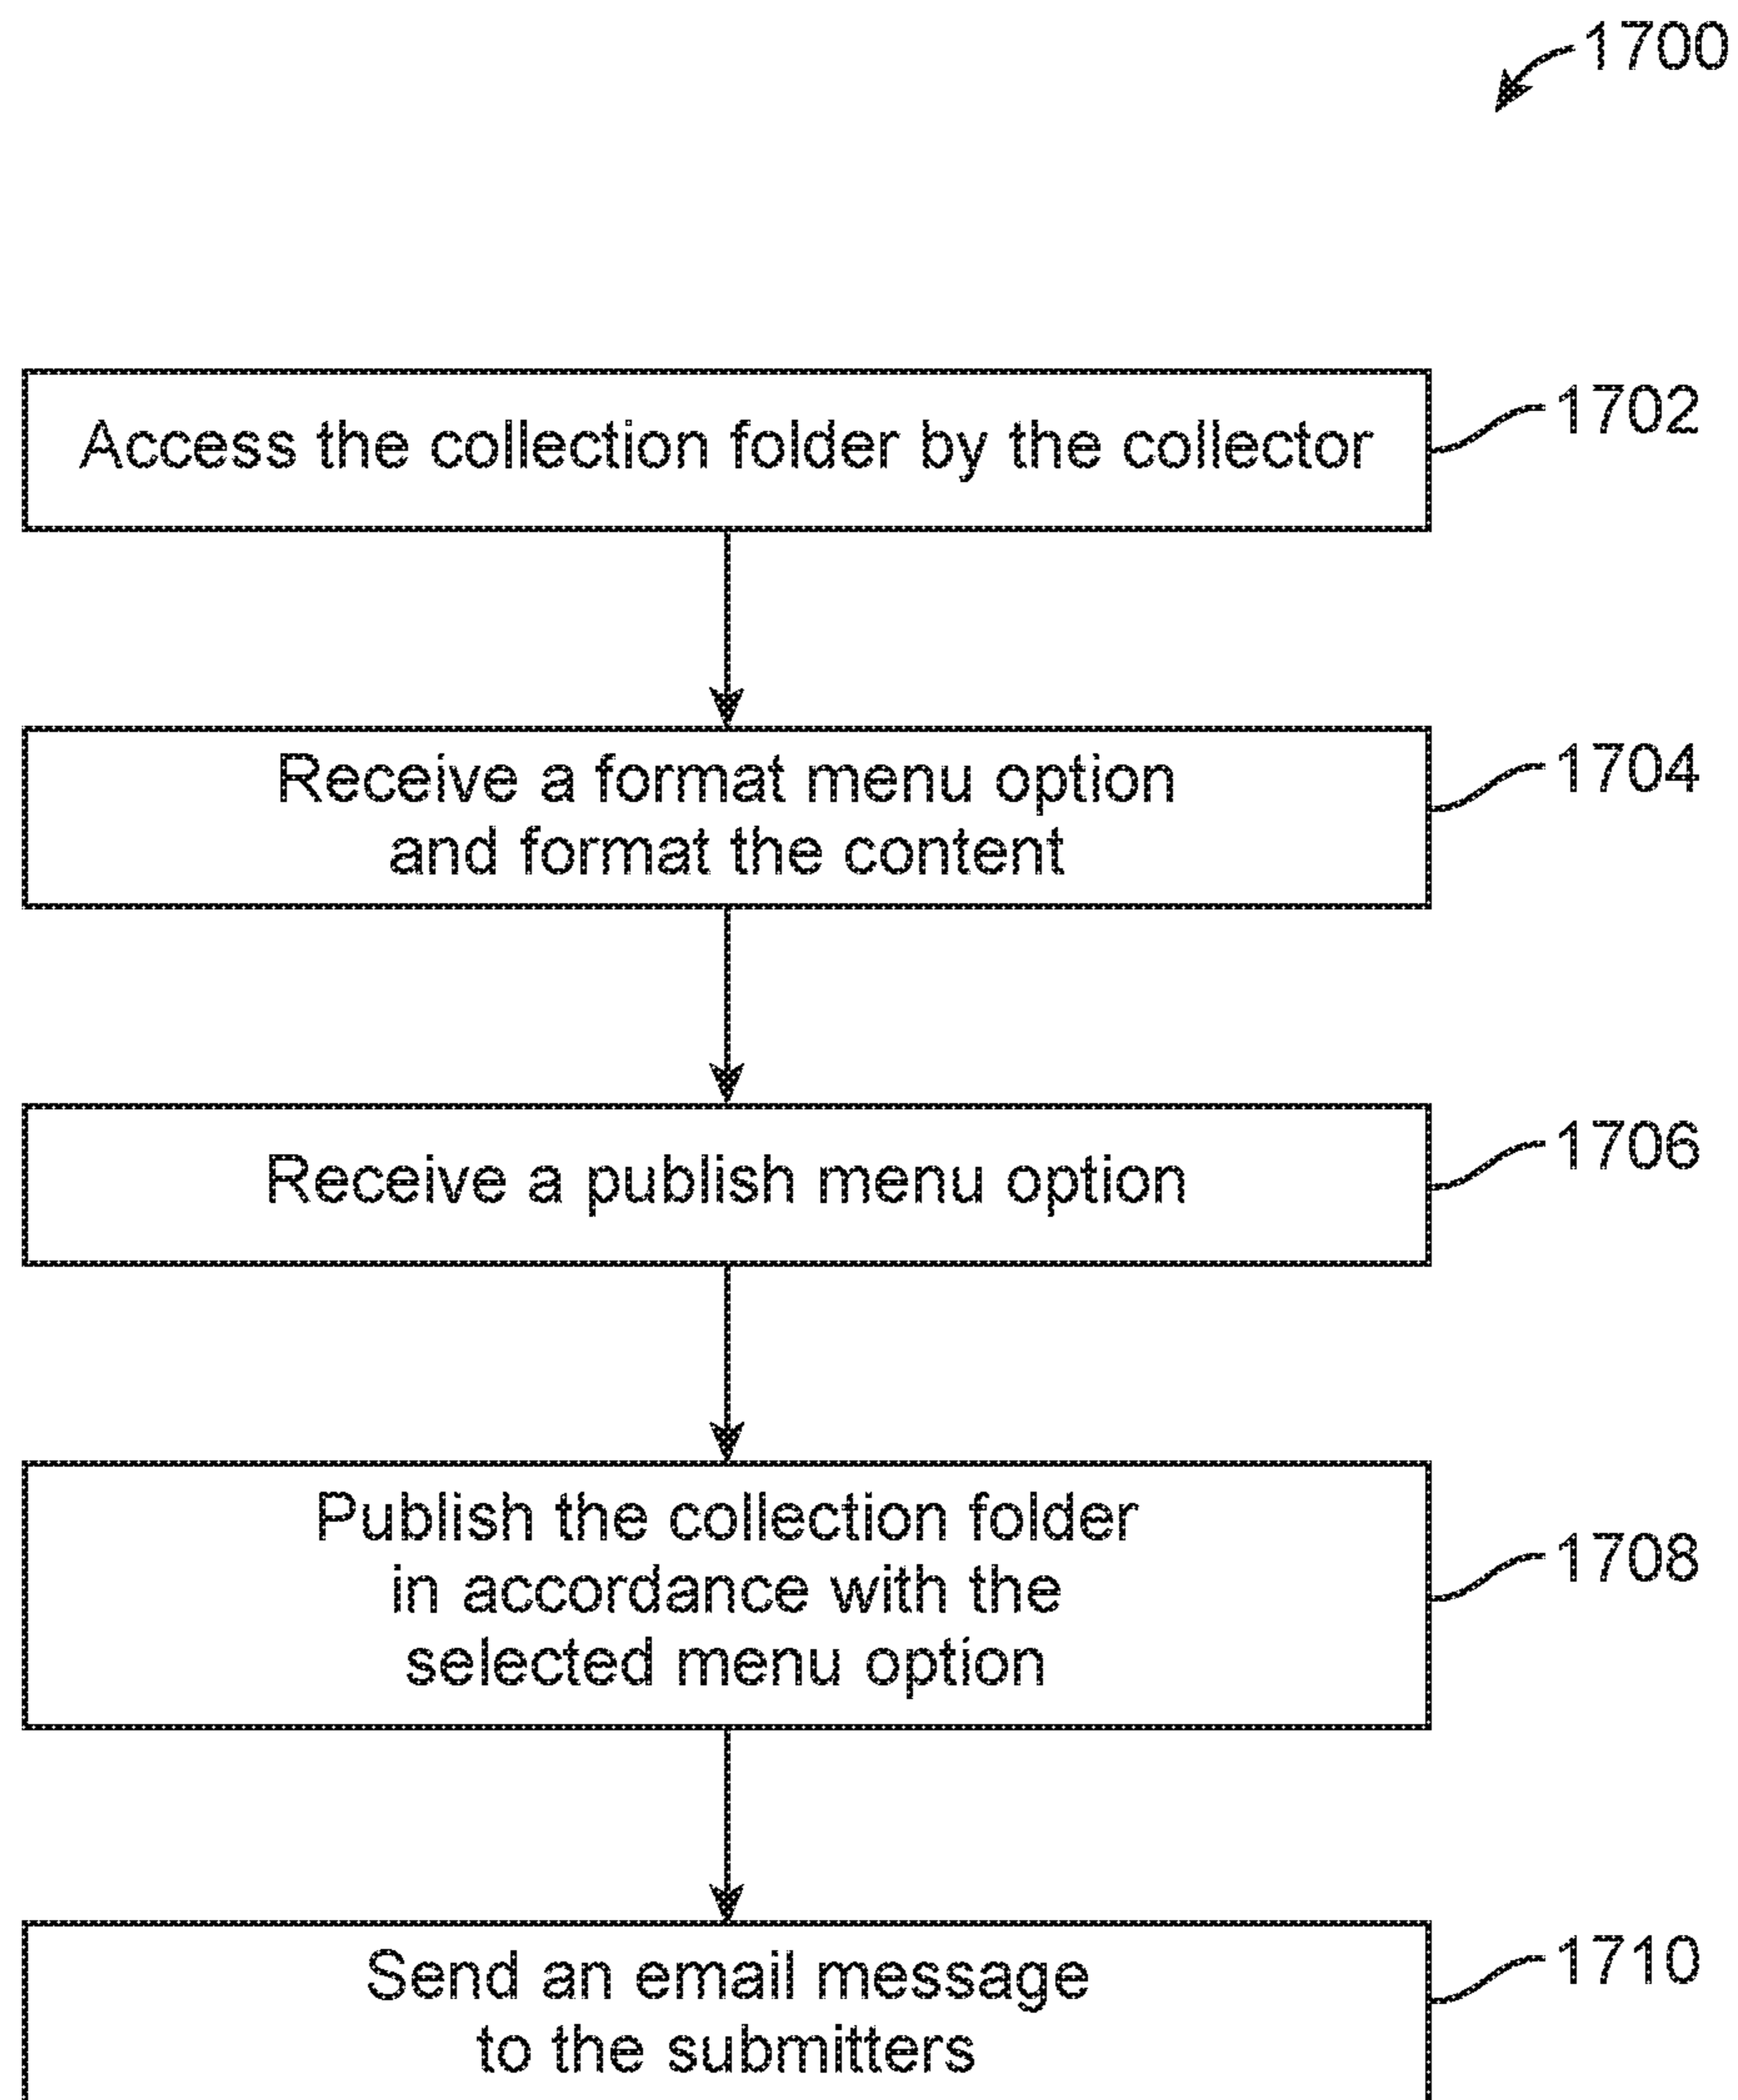 1700
Access the collection folder by the collector
1702
Receive a format menu option
and format the content
1704
Receive a publish menu option
1706
Publish the collection folder
in accordance with the
selected menu option
1708
Send an email message
to the submitters
1710